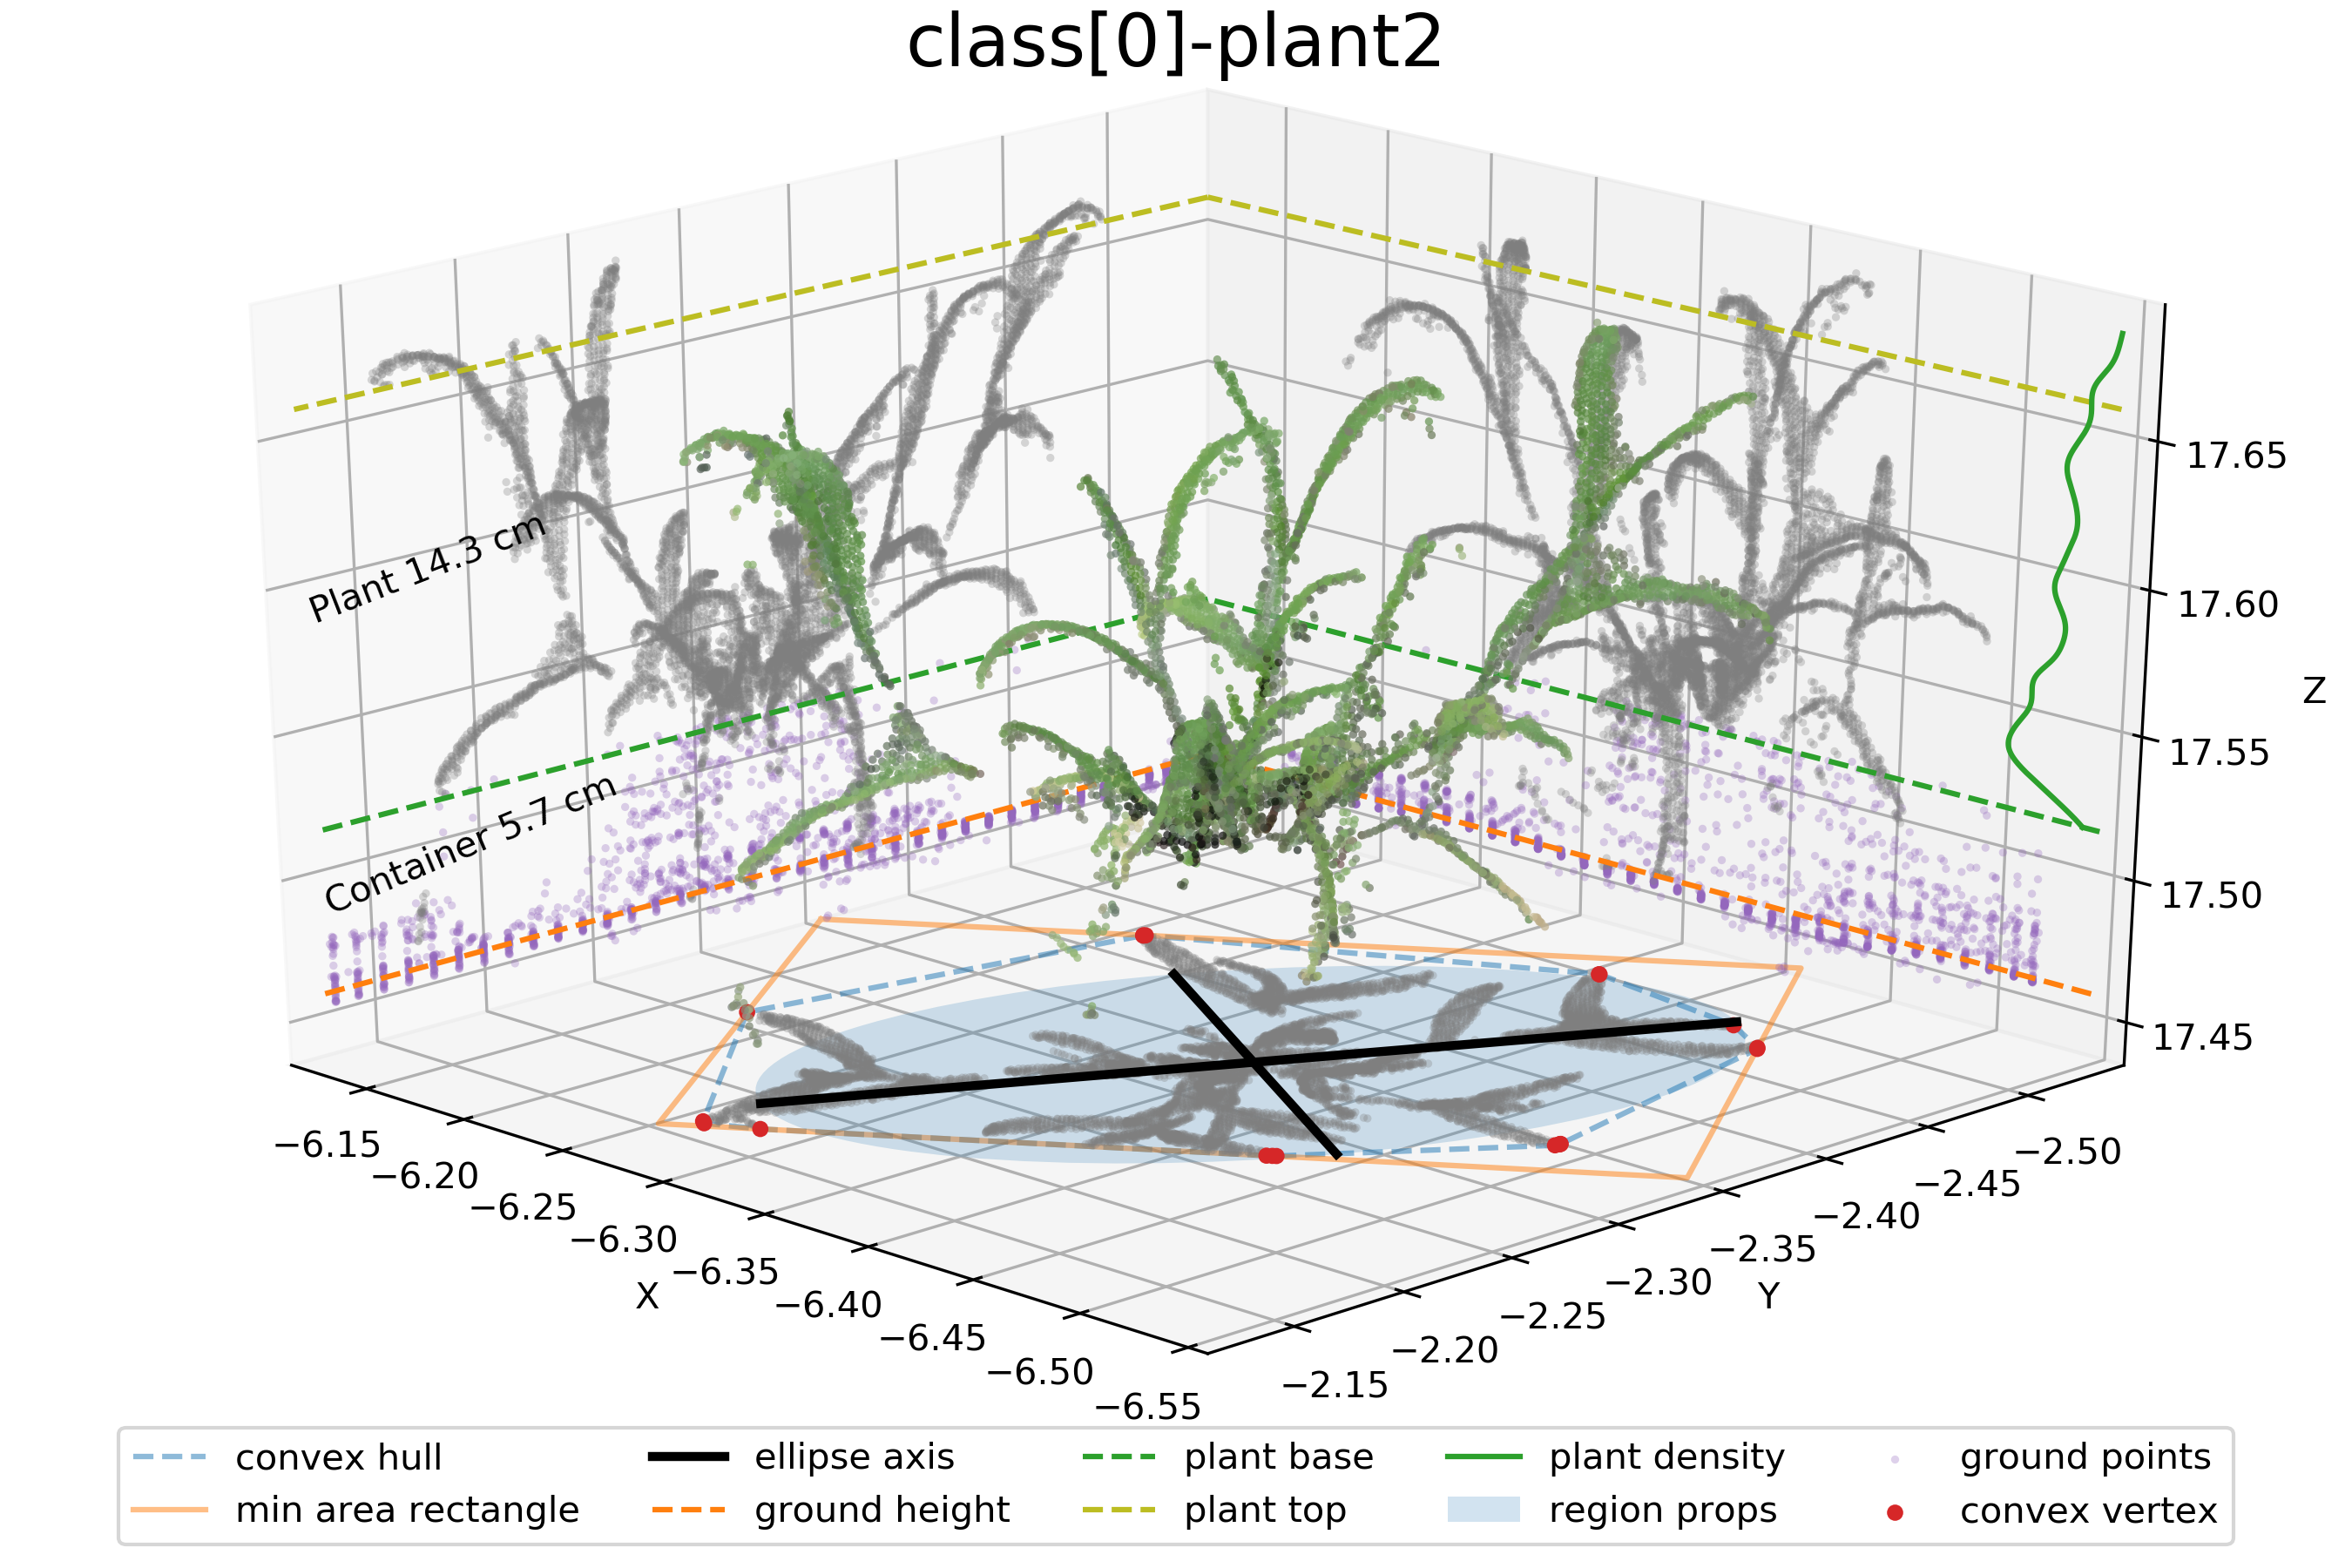 class[0]-plant2
Plant 14.3 cm
Container 5.7 cm
17.65
17.60
17.55
17.50
17.45
Z
−6.15
−6.20
−6.25
−6.30
−6.35
−6.40
−6.45
−6.50
−6.55
X
−2.50
−2.45
−2.40
−2.35
−2.30
−2.25
−2.20
−2.15
Y
convex hull
min area rectangle
ellipse axis
ground height
plant base
plant top
plant density
region props
ground points
convex vertex